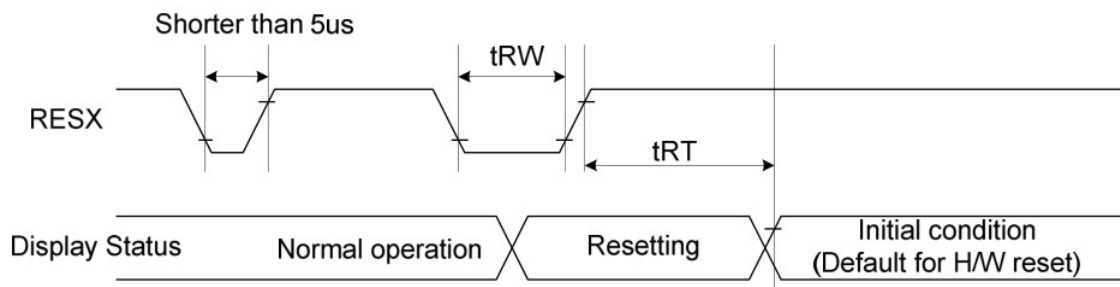 Shorter than 5us
tRW
RESX
tRT
Display Status
Normal operation
Resetting
Initial condition
(Default for H/W reset)